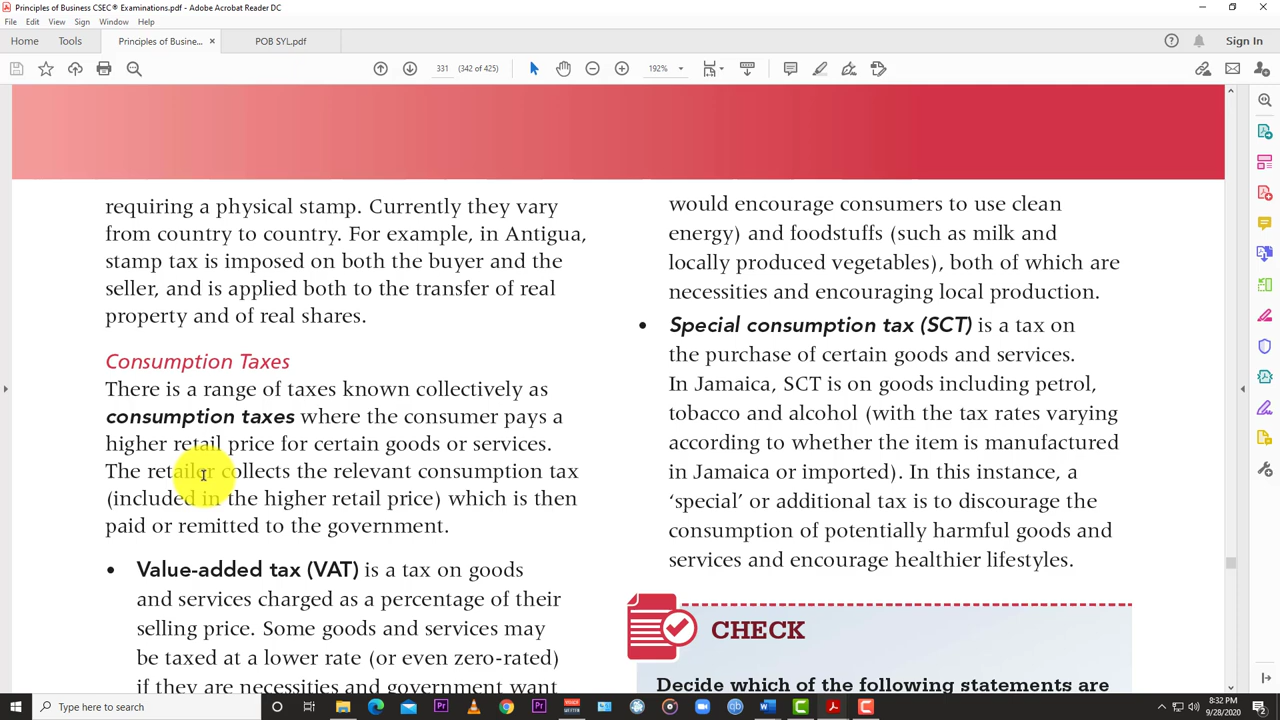 Principles of Business CSEC® Examinations.pdf - Adobe Acrobat Reader DC
File Edit View Sign Window Help
Home Tools Principles of Busine... × POB SYL.pdf Sign In
331 (342 of 425) 192%
requiring a physical stamp. Currently they vary
from country to country. For example, in Antigua,
stamp tax is imposed on both the buyer and the
seller, and is applied both to the transfer of real
property and of real shares.
Consumption Taxes
There is a range of taxes known collectively as
consumption taxes where the consumer pays a
higher retail price for certain goods or services.
The retailer collects the relevant consumption tax
(included in the higher retail price) which is then
paid or remitted to the government.
• Value-added tax (VAT) is a tax on goods
and services charged as a percentage of their
selling price. Some goods and services may
be taxed at a lower rate (or even zero-rated)
if they are necessities and government want
would encourage consumers to use clean
energy) and foodstuffs (such as milk and
locally produced vegetables), both of which are
necessities and encouraging local production.
• Special consumption tax (SCT) is a tax on
the purchase of certain goods and services.
In Jamaica, SCT is on goods including petrol,
tobacco and alcohol (with the tax rates varying
according to whether the item is manufactured
in Jamaica or imported). In this instance, a
‘special’ or additional tax is to discourage the
consumption of potentially harmful goods and
services and encourage healthier lifestyles.
CHECK
Decide which of the following statements are
Type here to search
8:32 PM
9/28/2020